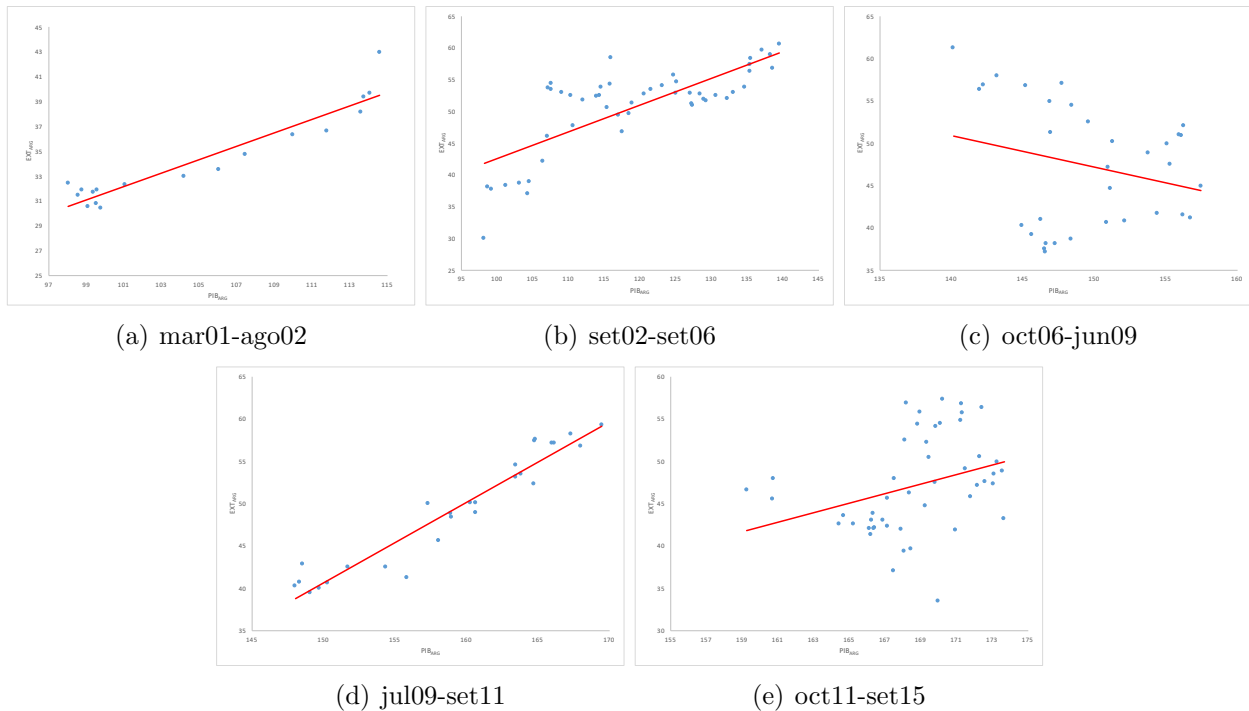 45
43
41
39
37
35
33
31
29
27
25
EXT_ARG
97 99 101 103 105 107 109 111 113 115
PIB_ARG
(a) mar01-ago02
65
60
55
50
45
40
35
30
25
EXT_ARG
95 100 105 110 115 120 125 130 135 140 145
PIB_ARG
(b) set02-set06
65
60
55
50
45
40
35
EXT_ARG
135 140 145 150 155 160
PIB_ARG
(c) oct06-jun09
65
60
55
50
45
40
35
EXT_ARG
145 150 155 160 165 170
PIB_ARG
(d) jul09-set11
60
55
50
45
40
35
30
EXT_ARG
155 157 159 161 163 165 167 169 171 173 175
PIB_ARG
(e) oct11-set15